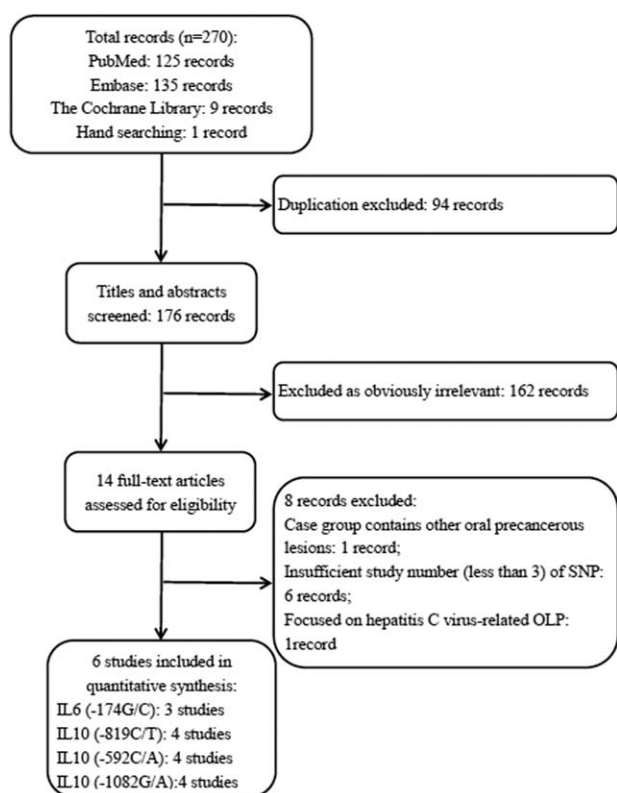 Total records (n=270):
PubMed: 125 records
Embase: 135 records
The Cochrane Library: 9 records
Hand searching: 1 record
Duplication excluded: 94 records
Titles and abstracts
screened: 176 records
Excluded as obviously irrelevant: 162 records
14 full-text articles
assessed for eligibility
8 records excluded:
Case group contains other oral precancerous
lesions: 1 record;
Insufficient study number (less than 3) of SNP:
6 records;
Focused on hepatitis C virus-related OLP:
1record
6 studies included in
quantitative synthesis:
IL6 (-174G/C): 3 studies
IL10 (-819C/T): 4 studies
IL10 (-592C/A): 4 studies
IL10 (-1082G/A):4 studies